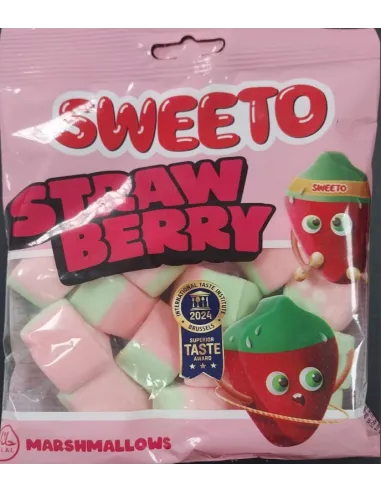 SWEETO
STRAW
BERRY
SWEETO
INTERNATIONAL TASTE INSTITUTE
2024
BRUSSELS
SUPERIOR
TASTE
AWARD
MARSHMALLOWS